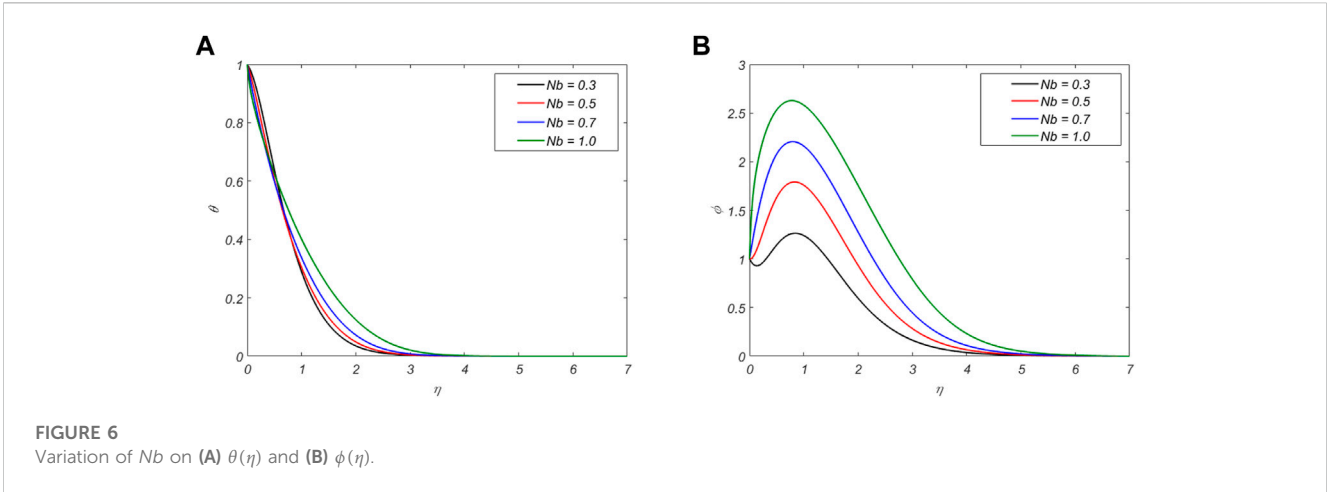 A
1
0.8
0.6
0.4
0.2
0
θ
0 1 2 3 4 5 6 7
η
Nb = 0.3
Nb = 0.5
Nb = 0.7
Nb = 1.0
B
3
2.5
2
1.5
1
0.5
0
ϕ
0 1 2 3 4 5 6 7
η
Nb = 0.3
Nb = 0.5
Nb = 0.7
Nb = 1.0
FIGURE 6
Variation of Nb on (A) θ(η) and (B) ϕ(η).